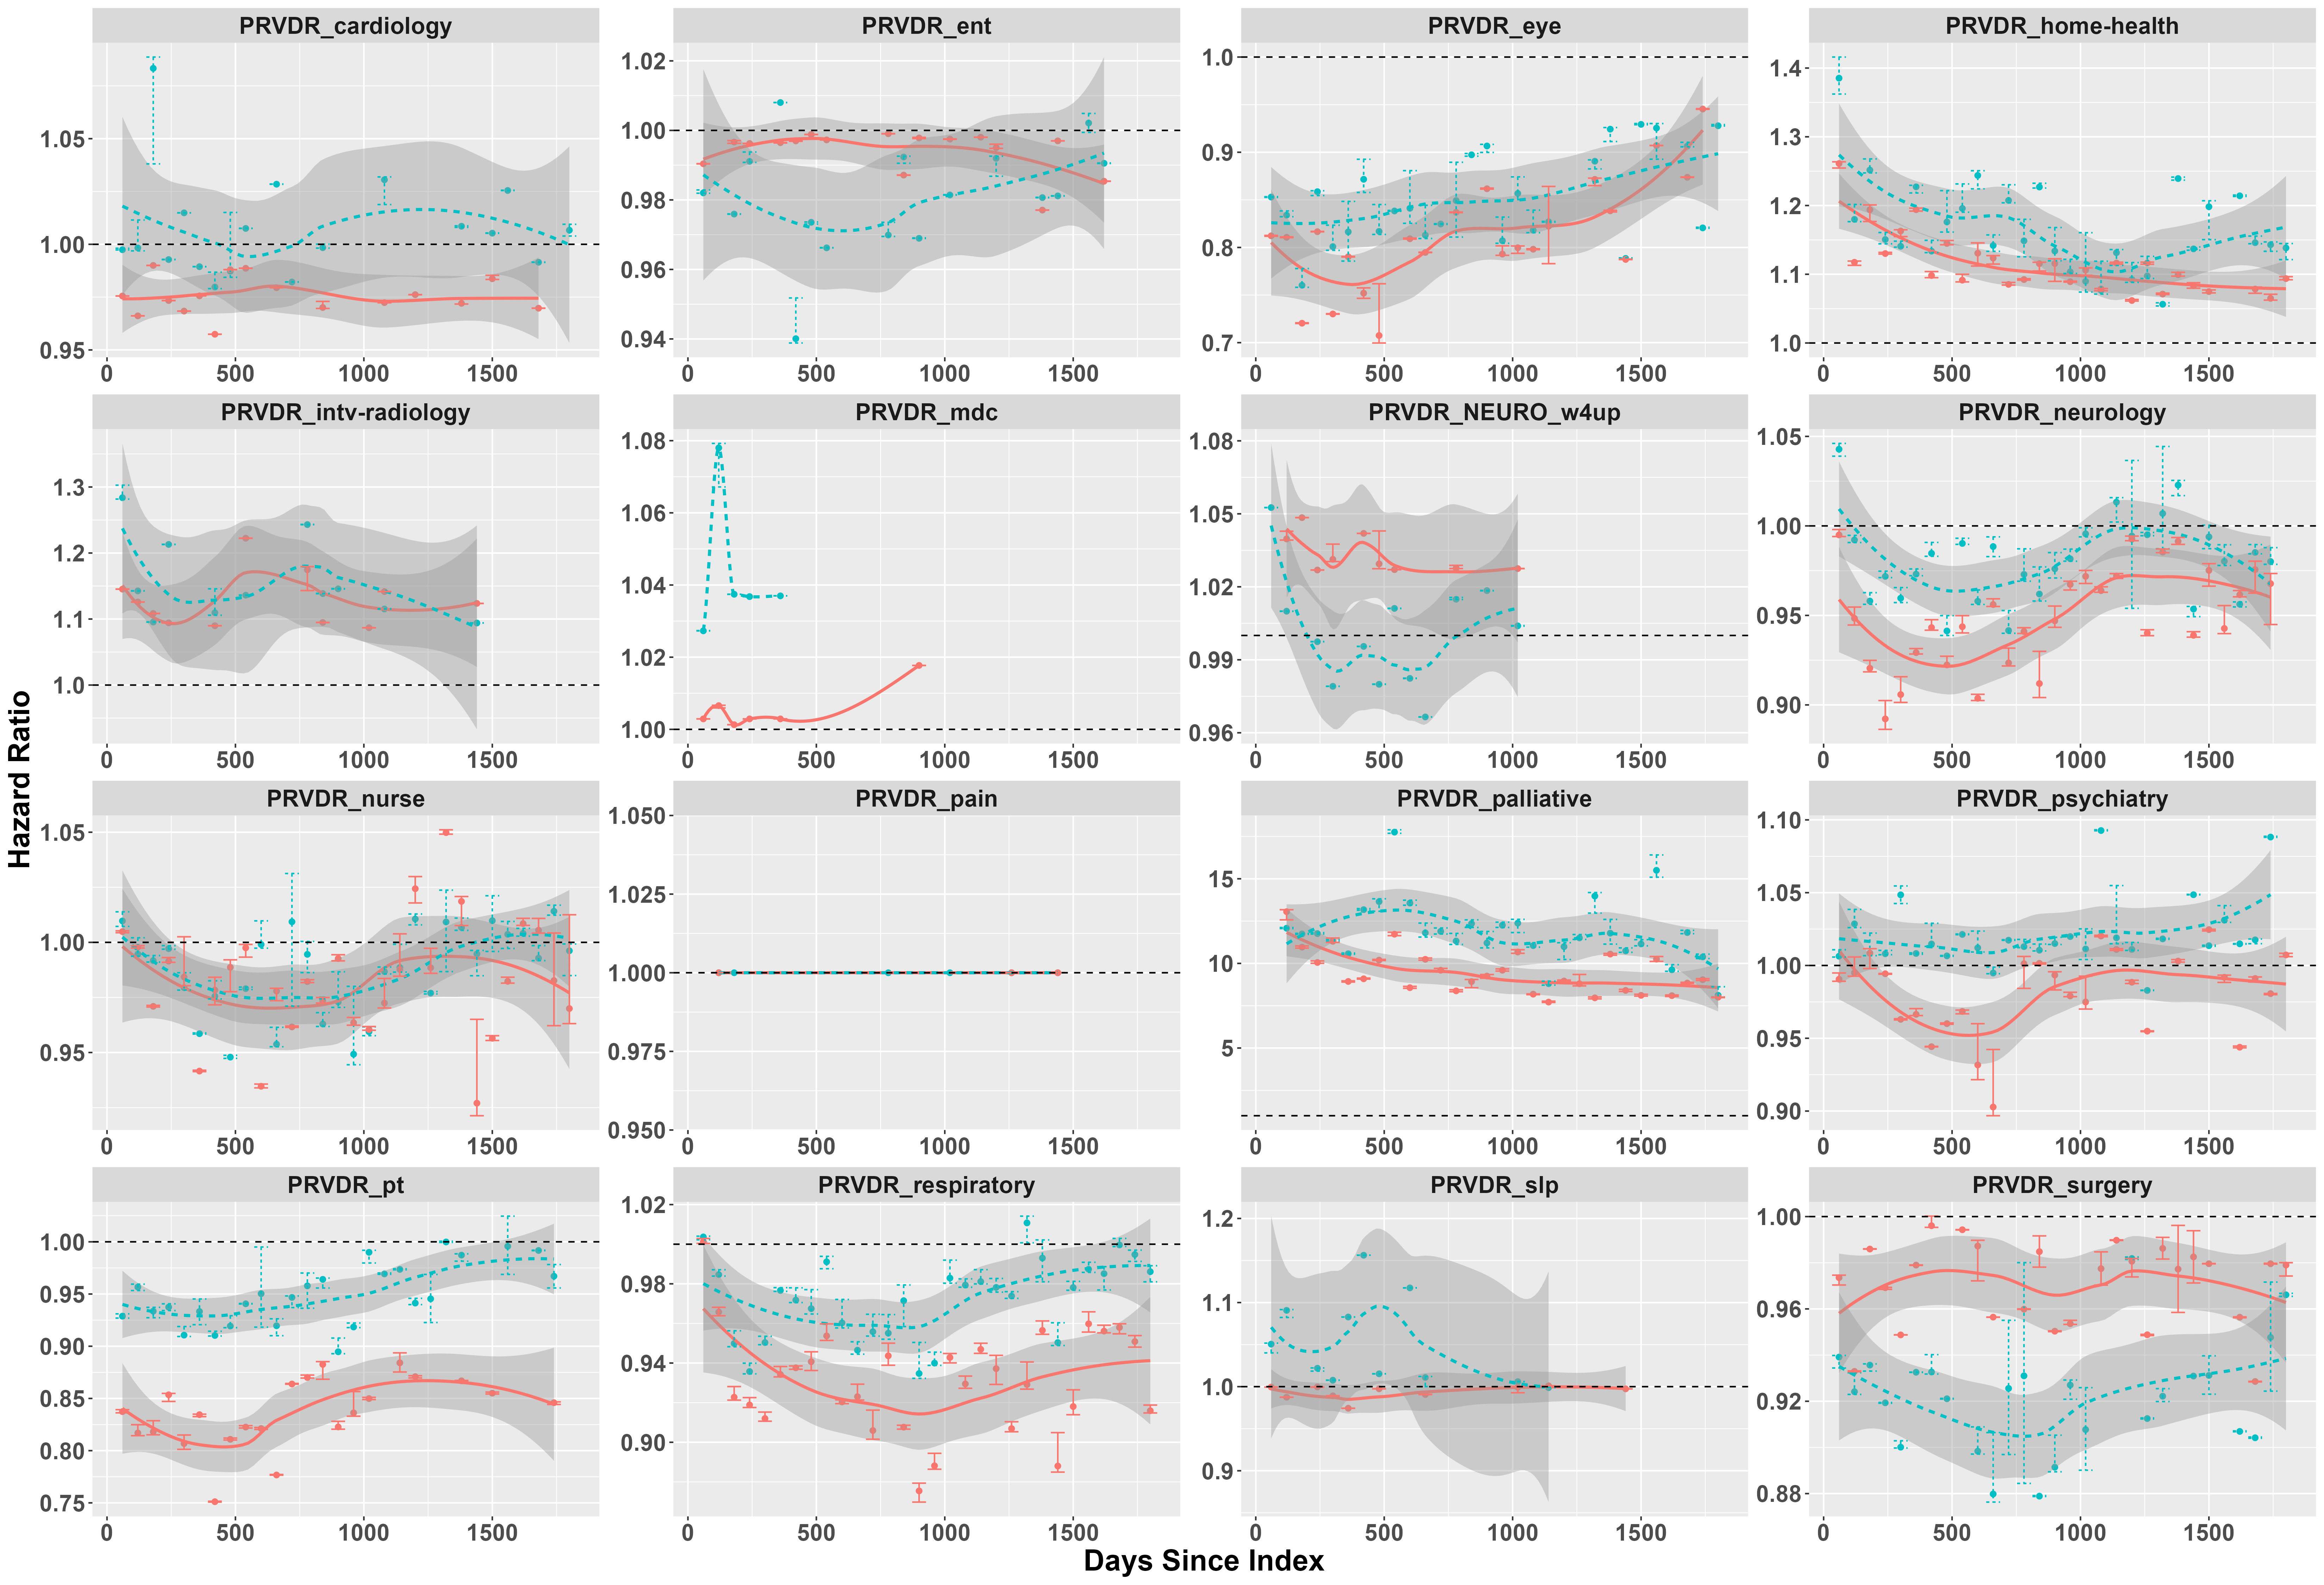 PRVDR_cardiology PRVDR_ent PRVDR_eye PRVDR_home-health
1.05 1.00 0.95
1.02 1.00 0.98 0.96 0.94
1.0 0.9 0.8 0.7
1.4 1.3 1.2 1.1 1.0
0 500 1000 1500 0 500 1000 1500 0 500 1000 1500 0 500 1000 1500
PRVDR_intv-radiology PRVDR_mdc PRVDR_NEURO_w4up PRVDR_neurology
1.3 1.2 1.1 1.0
1.08 1.06 1.04 1.02 1.00
1.08 1.05 1.02 0.99 0.96
1.05 1.00 0.95 0.90
0 500 1000 1500 0 500 1000 1500 0 500 1000 1500 0 500 1000 1500
Hazard Ratio
PRVDR_nurse PRVDR_pain PRVDR_palliative PRVDR_psychiatry
1.05 1.00 0.95
1.050 1.025 1.000 0.975 0.950
15 10 5
1.10 1.05 1.00 0.95 0.90
0 500 1000 1500 0 500 1000 1500 0 500 1000 1500 0 500 1000 1500
PRVDR_pt PRVDR_respiratory PRVDR_slp PRVDR_surgery
1.00 0.95 0.90 0.85 0.80 0.75
1.02 0.98 0.94 0.90
1.2 1.1 1.0 0.9
1.00 0.96 0.92 0.88
0 500 1000 1500 0 500 1000 1500 0 500 1000 1500 0 500 1000 1500
Days Since Index